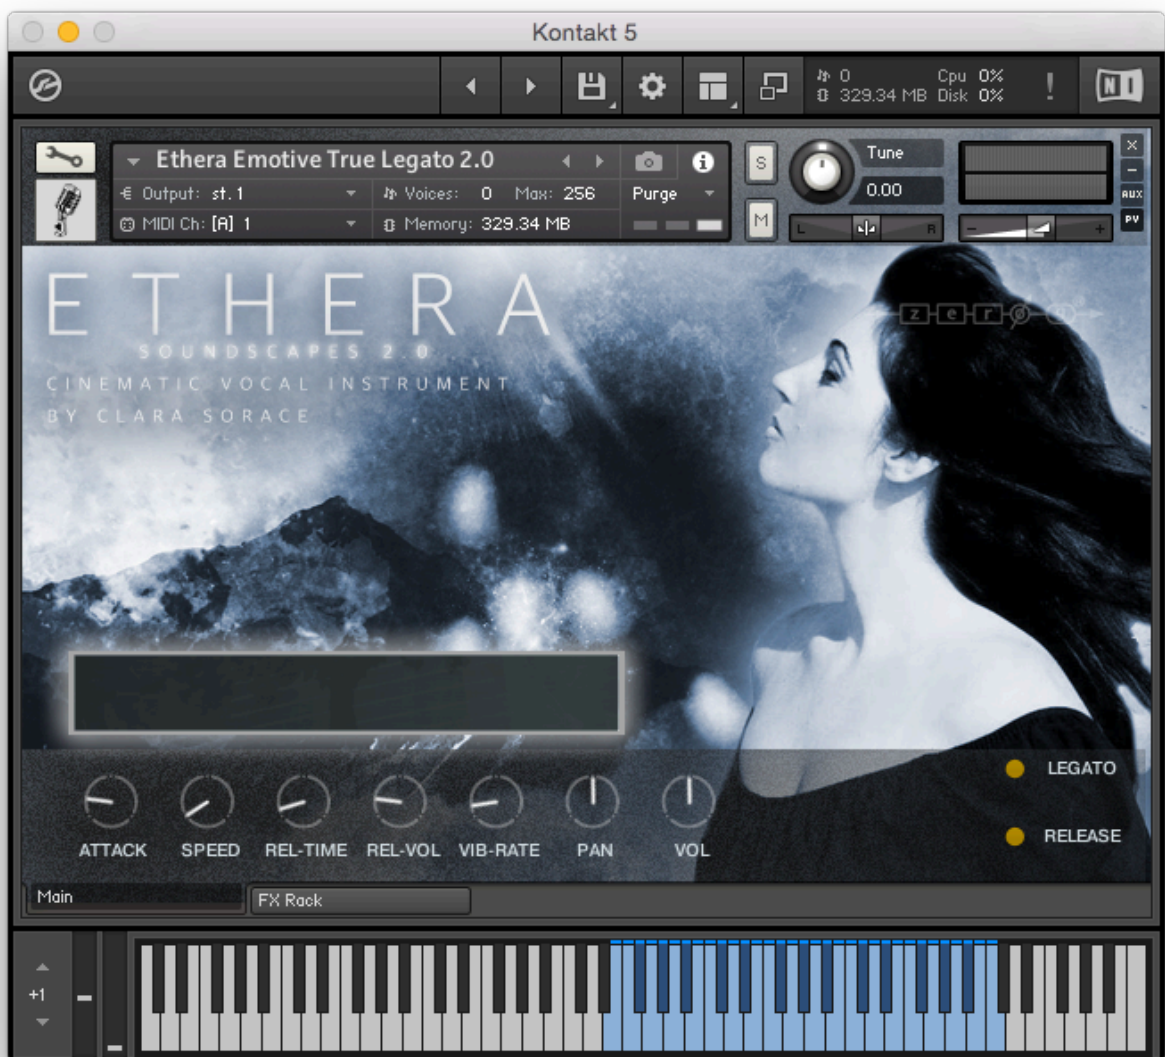 Kontakt 5
0 Cpu 0%
329.34 MB Disk 0%
! NI
Ethera Emotive True Legato 2.0
Output: st.1 Voices: 0 Max: 256 Purge
MIDI Ch: [A] 1 Memory: 329.34 MB
S
M
Tune
0.00
L R
- +
×
-
AUX
PV
ETHERA
SOUNDSCAPES 2.0
CINEMATIC VOCAL INSTRUMENT
BY CLARA SORACE
LEGATO
RELEASE
ATTACK SPEED REL-TIME REL-VOL VIB-RATE PAN VOL
Main FX Rack
+1